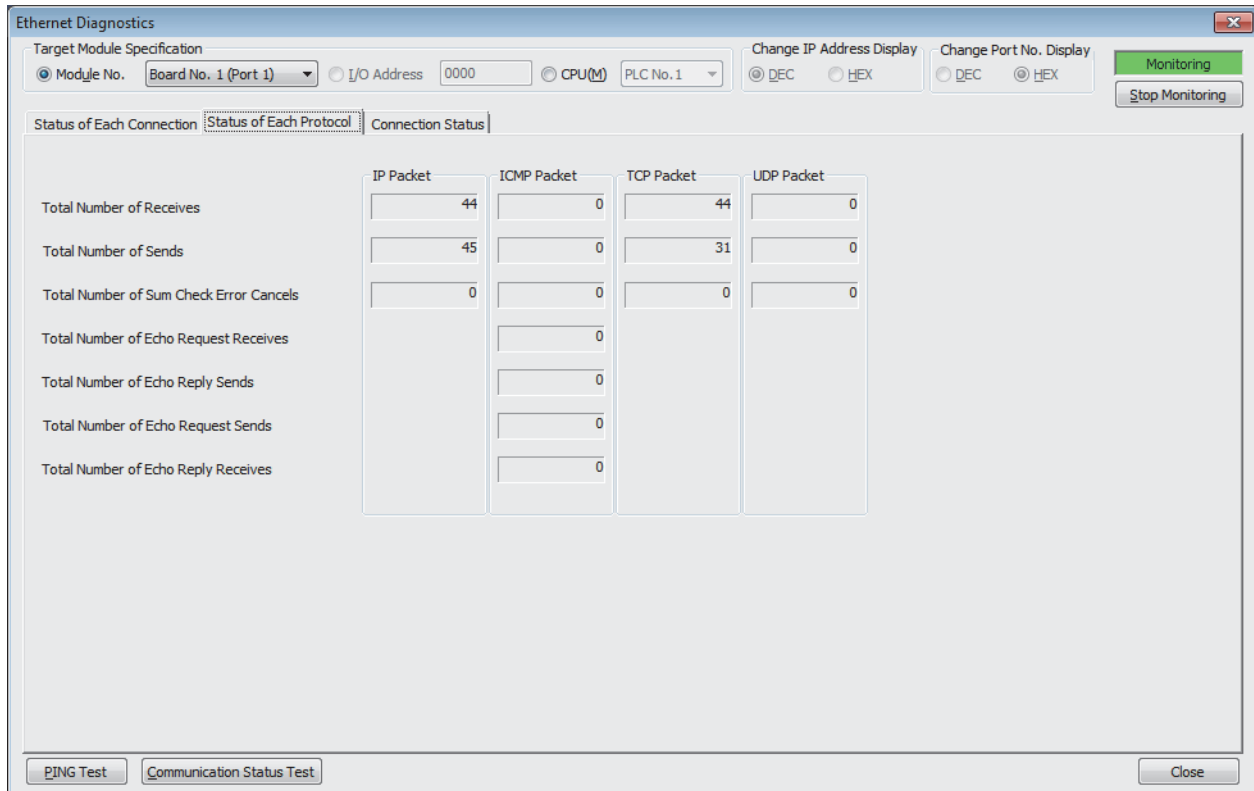 Ethernet Diagnostics
Target Module Specification
Change IP Address Display
Change Port No. Display
Module No. Board No. 1 (Port 1) I/O Address 0000 CPU(M) PLC No.1 DEC HEX DEC HEX
Monitoring
Stop Monitoring
Status of Each Connection Status of Each Protocol Connection Status
IP Packet ICMP Packet TCP Packet UDP Packet
Total Number of Receives 44 0 44 0
Total Number of Sends 45 0 31 0
Total Number of Sum Check Error Cancels 0 0 0 0
Total Number of Echo Request Receives 0
Total Number of Echo Reply Sends 0
Total Number of Echo Request Sends 0
Total Number of Echo Reply Receives 0
PING Test Communication Status Test Close